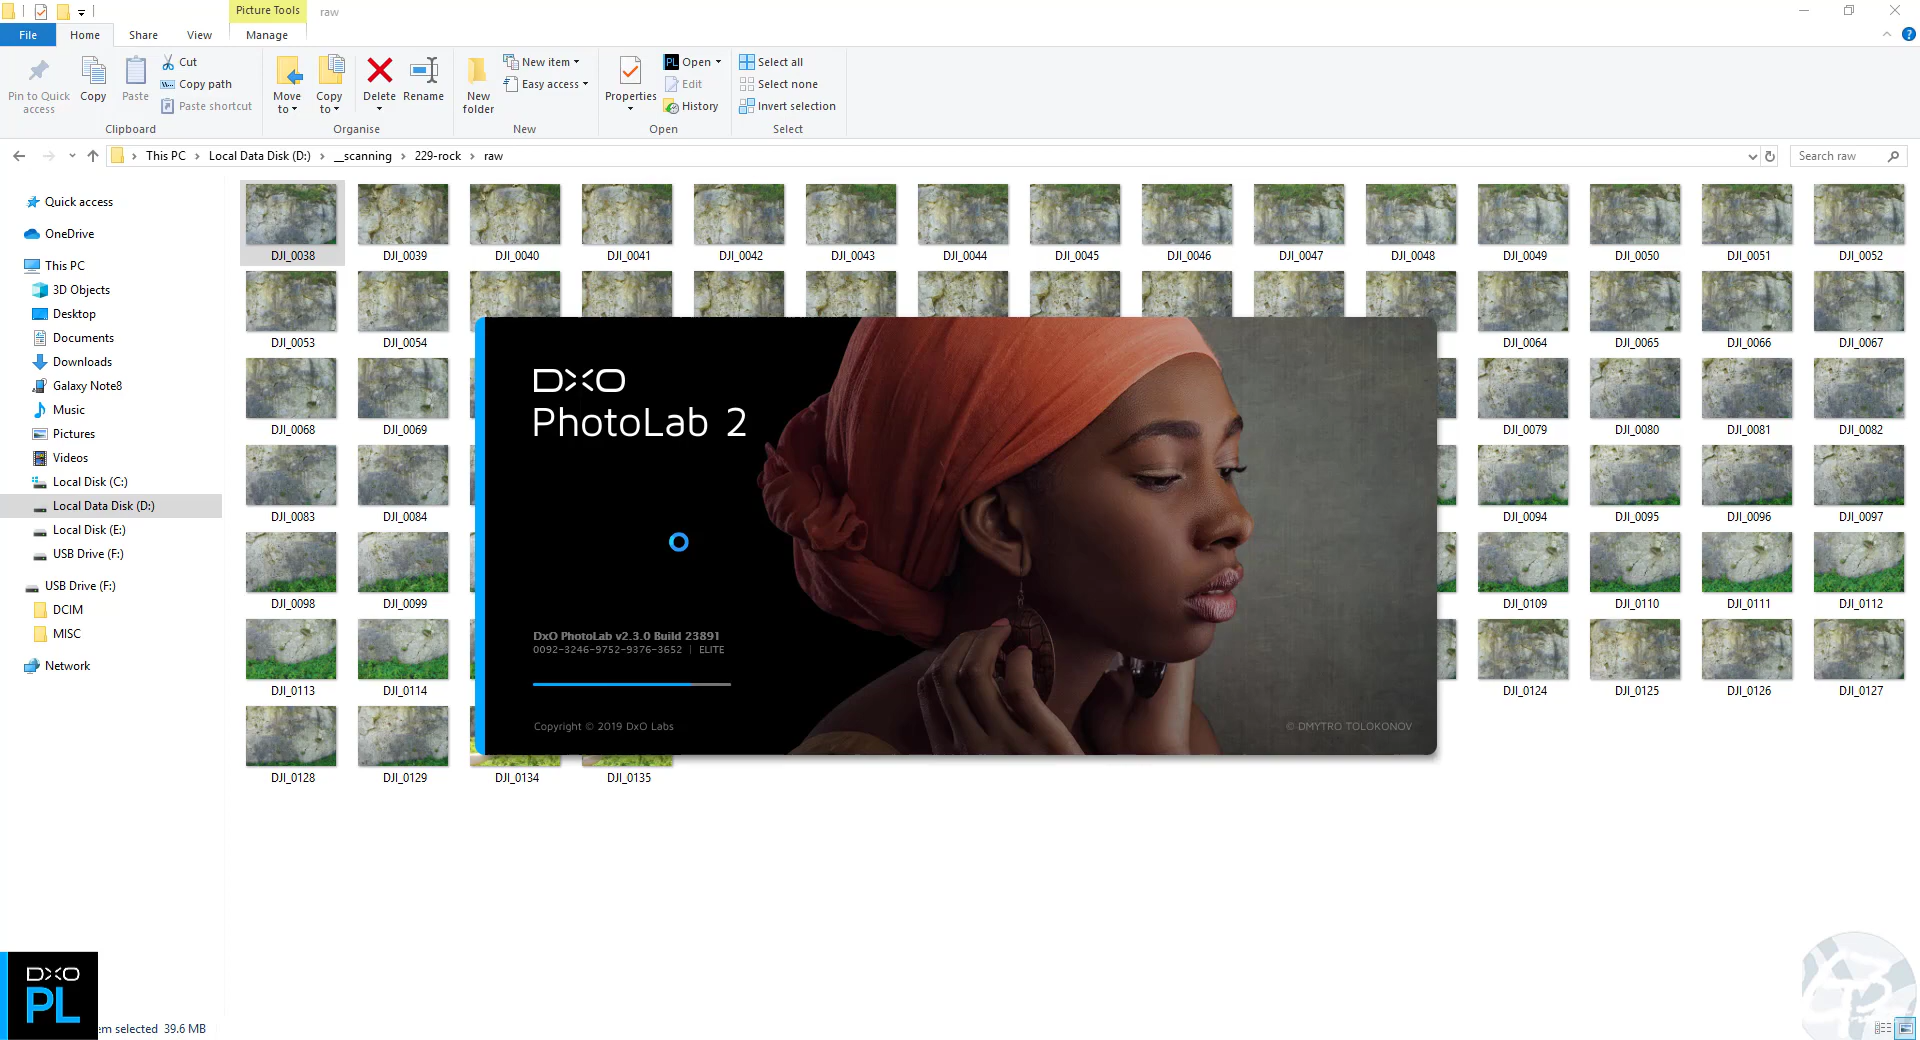 Picture Tools
raw
File
Home
Share
View
Manage
Pin to Quick access
Copy
Paste
Cut
Copy path
Paste shortcut
Clipboard
Move to
Copy to
Delete
Rename
Organise
New folder
New item
Easy access
New
Properties
Open
Edit
History
Open
Select all
Select none
Invert selection
Select
This PC > Local Data Disk (D:) > __scanning > 229-rock > raw
Search raw
Quick access
OneDrive
This PC
3D Objects
Desktop
Documents
Downloads
Galaxy Note8
Music
Pictures
Videos
Local Disk (C:)
Local Data Disk (D:)
Local Disk (E:)
USB Drive (F:)
USB Drive (F:)
DCIM
MISC
Network
DJI_0038 DJI_0039 DJI_0040 DJI_0041 DJI_0042 DJI_0043 DJI_0044 DJI_0045 DJI_0046 DJI_0047 DJI_0048 DJI_0049 DJI_0050 DJI_0051 DJI_0052
DJI_0053 DJI_0054 DJI_0064 DJI_0065 DJI_0066 DJI_0067
DJI_0068 DJI_0069 DJI_0079 DJI_0080 DJI_0081 DJI_0082
DJI_0083 DJI_0084 DJI_0094 DJI_0095 DJI_0096 DJI_0097
DJI_0098 DJI_0099 DJI_0109 DJI_0110 DJI_0111 DJI_0112
DJI_0113 DJI_0114 DJI_0124 DJI_0125 DJI_0126 DJI_0127
DJI_0128 DJI_0129 DJI_0134 DJI_0135
DXO
PhotoLab 2
DxO PhotoLab v2.3.0 Build 23891
0092-3246-9752-9376-3652 | ELITE
Copyright © 2019 DxO Labs
© DMYTRO TOLOKONOV
DXO
PL
em selected 39.6 MB